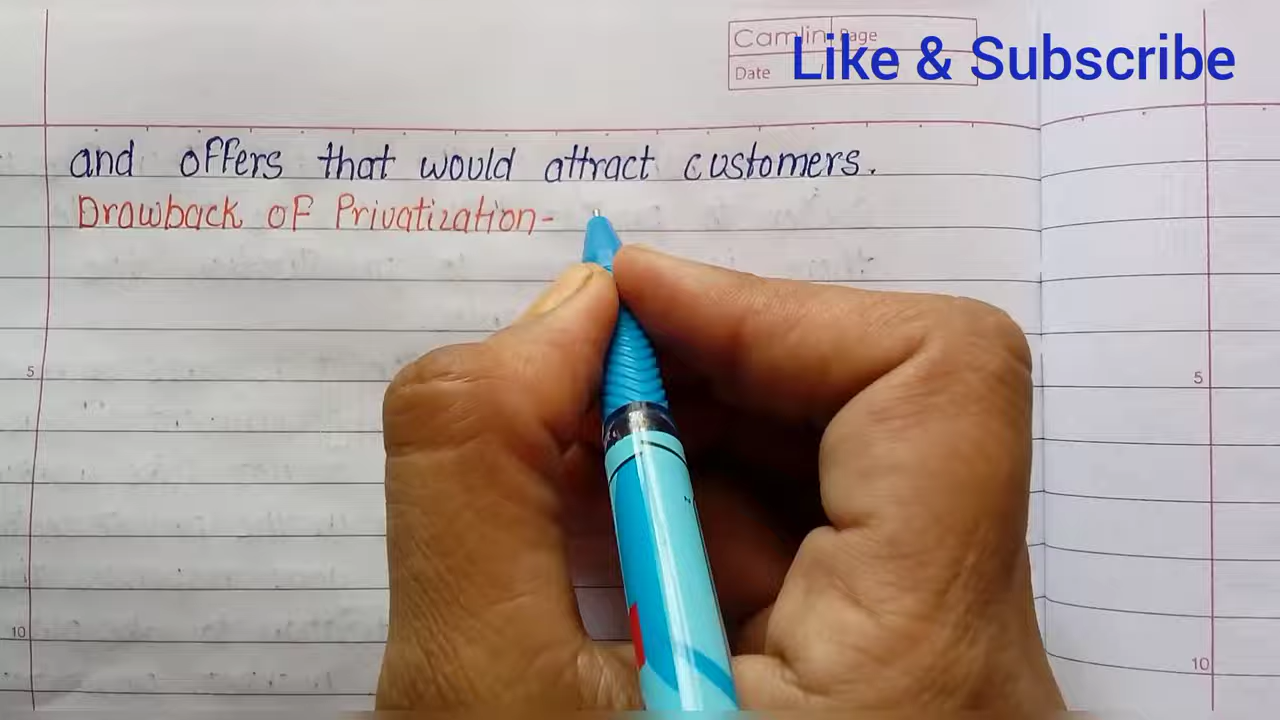 Camlin Page
Date
Like & Subscribe
and offers that would attract customers.
Drawback of Privatization-
5
5
10
10